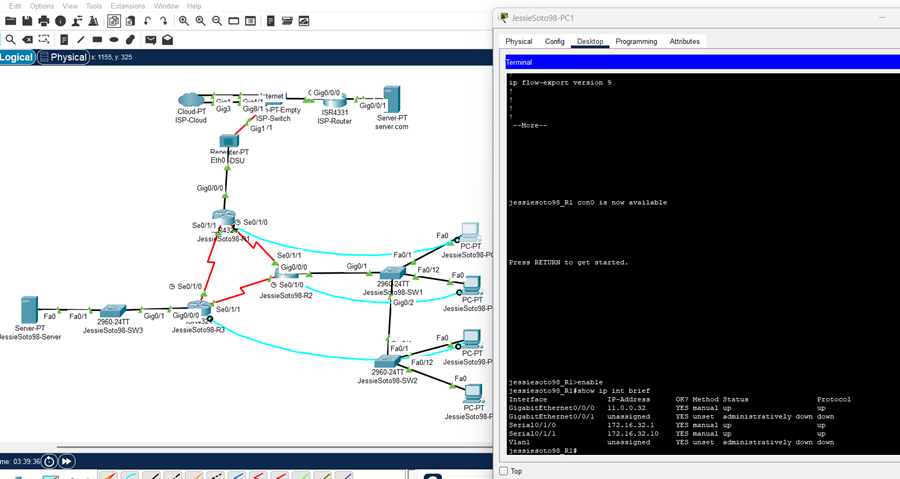 Edit Options View Tools Extensions Window Help
Logical Physical x: 1155, y: 325
Cloud-PT
ISP-Cloud
Gig1
Gig3
Gig8/1
ternet
-PT-Empty
ISP-Switch
Gig1
/1
Gig0/0/0
ISR4331
ISP-Router
Gig0/0/1
Server-PT
server.com
Repeater-PT
Eth0
DSU
Gig0/0/0
Se0/1/1
Se0/1/0
JessieSoto98-R1
Se0/1/1
Gig0/0/0
Se0/1/0
JessieSoto98-R2
Gig0/1
Fa0/1
Fa0/12
2960-24TT
JessieSoto98-SW1
Gig0/2
Fa0
PC-PT
JessieSoto98-PC
Fa0
PC-PT
JessieSoto98-P
Se0/1/0
Se0/1/1
JessieSoto98-R3
Gig0/0/0
Gig0/1
2960-24TT
JessieSoto98-SW3
Fa0/1
Fa0
Server-PT
JessieSoto98-Server
Fa0/1
Fa0/12
2960-24TT
JessieSoto98-SW2
Fa0
PC-PT
JessieSoto98-P
Fa0
PC-PT
JessieSoto98-P
me: 03:39:36
JessieSoto98-PC1
Physical Config Desktop Programming Attributes
Terminal
!
ip flow-export version 9
!
!
!
!
--More--
jessiesoto98_R1 con0 is now available
Press RETURN to get started.
jessiesoto98_R1>enable
jessiesoto98_R1#show ip int brief
Interface IP-Address OK? Method Status Protocol
GigabitEthernet0/0/0 11.0.0.32 YES manual up up
GigabitEthernet0/0/1 unassigned YES unset administratively down down
Serial0/1/0 172.16.32.1 YES manual up up
Serial0/1/1 172.16.32.10 YES manual up up
Vlan1 unassigned YES unset administratively down down
jessiesoto98_R1#
Top